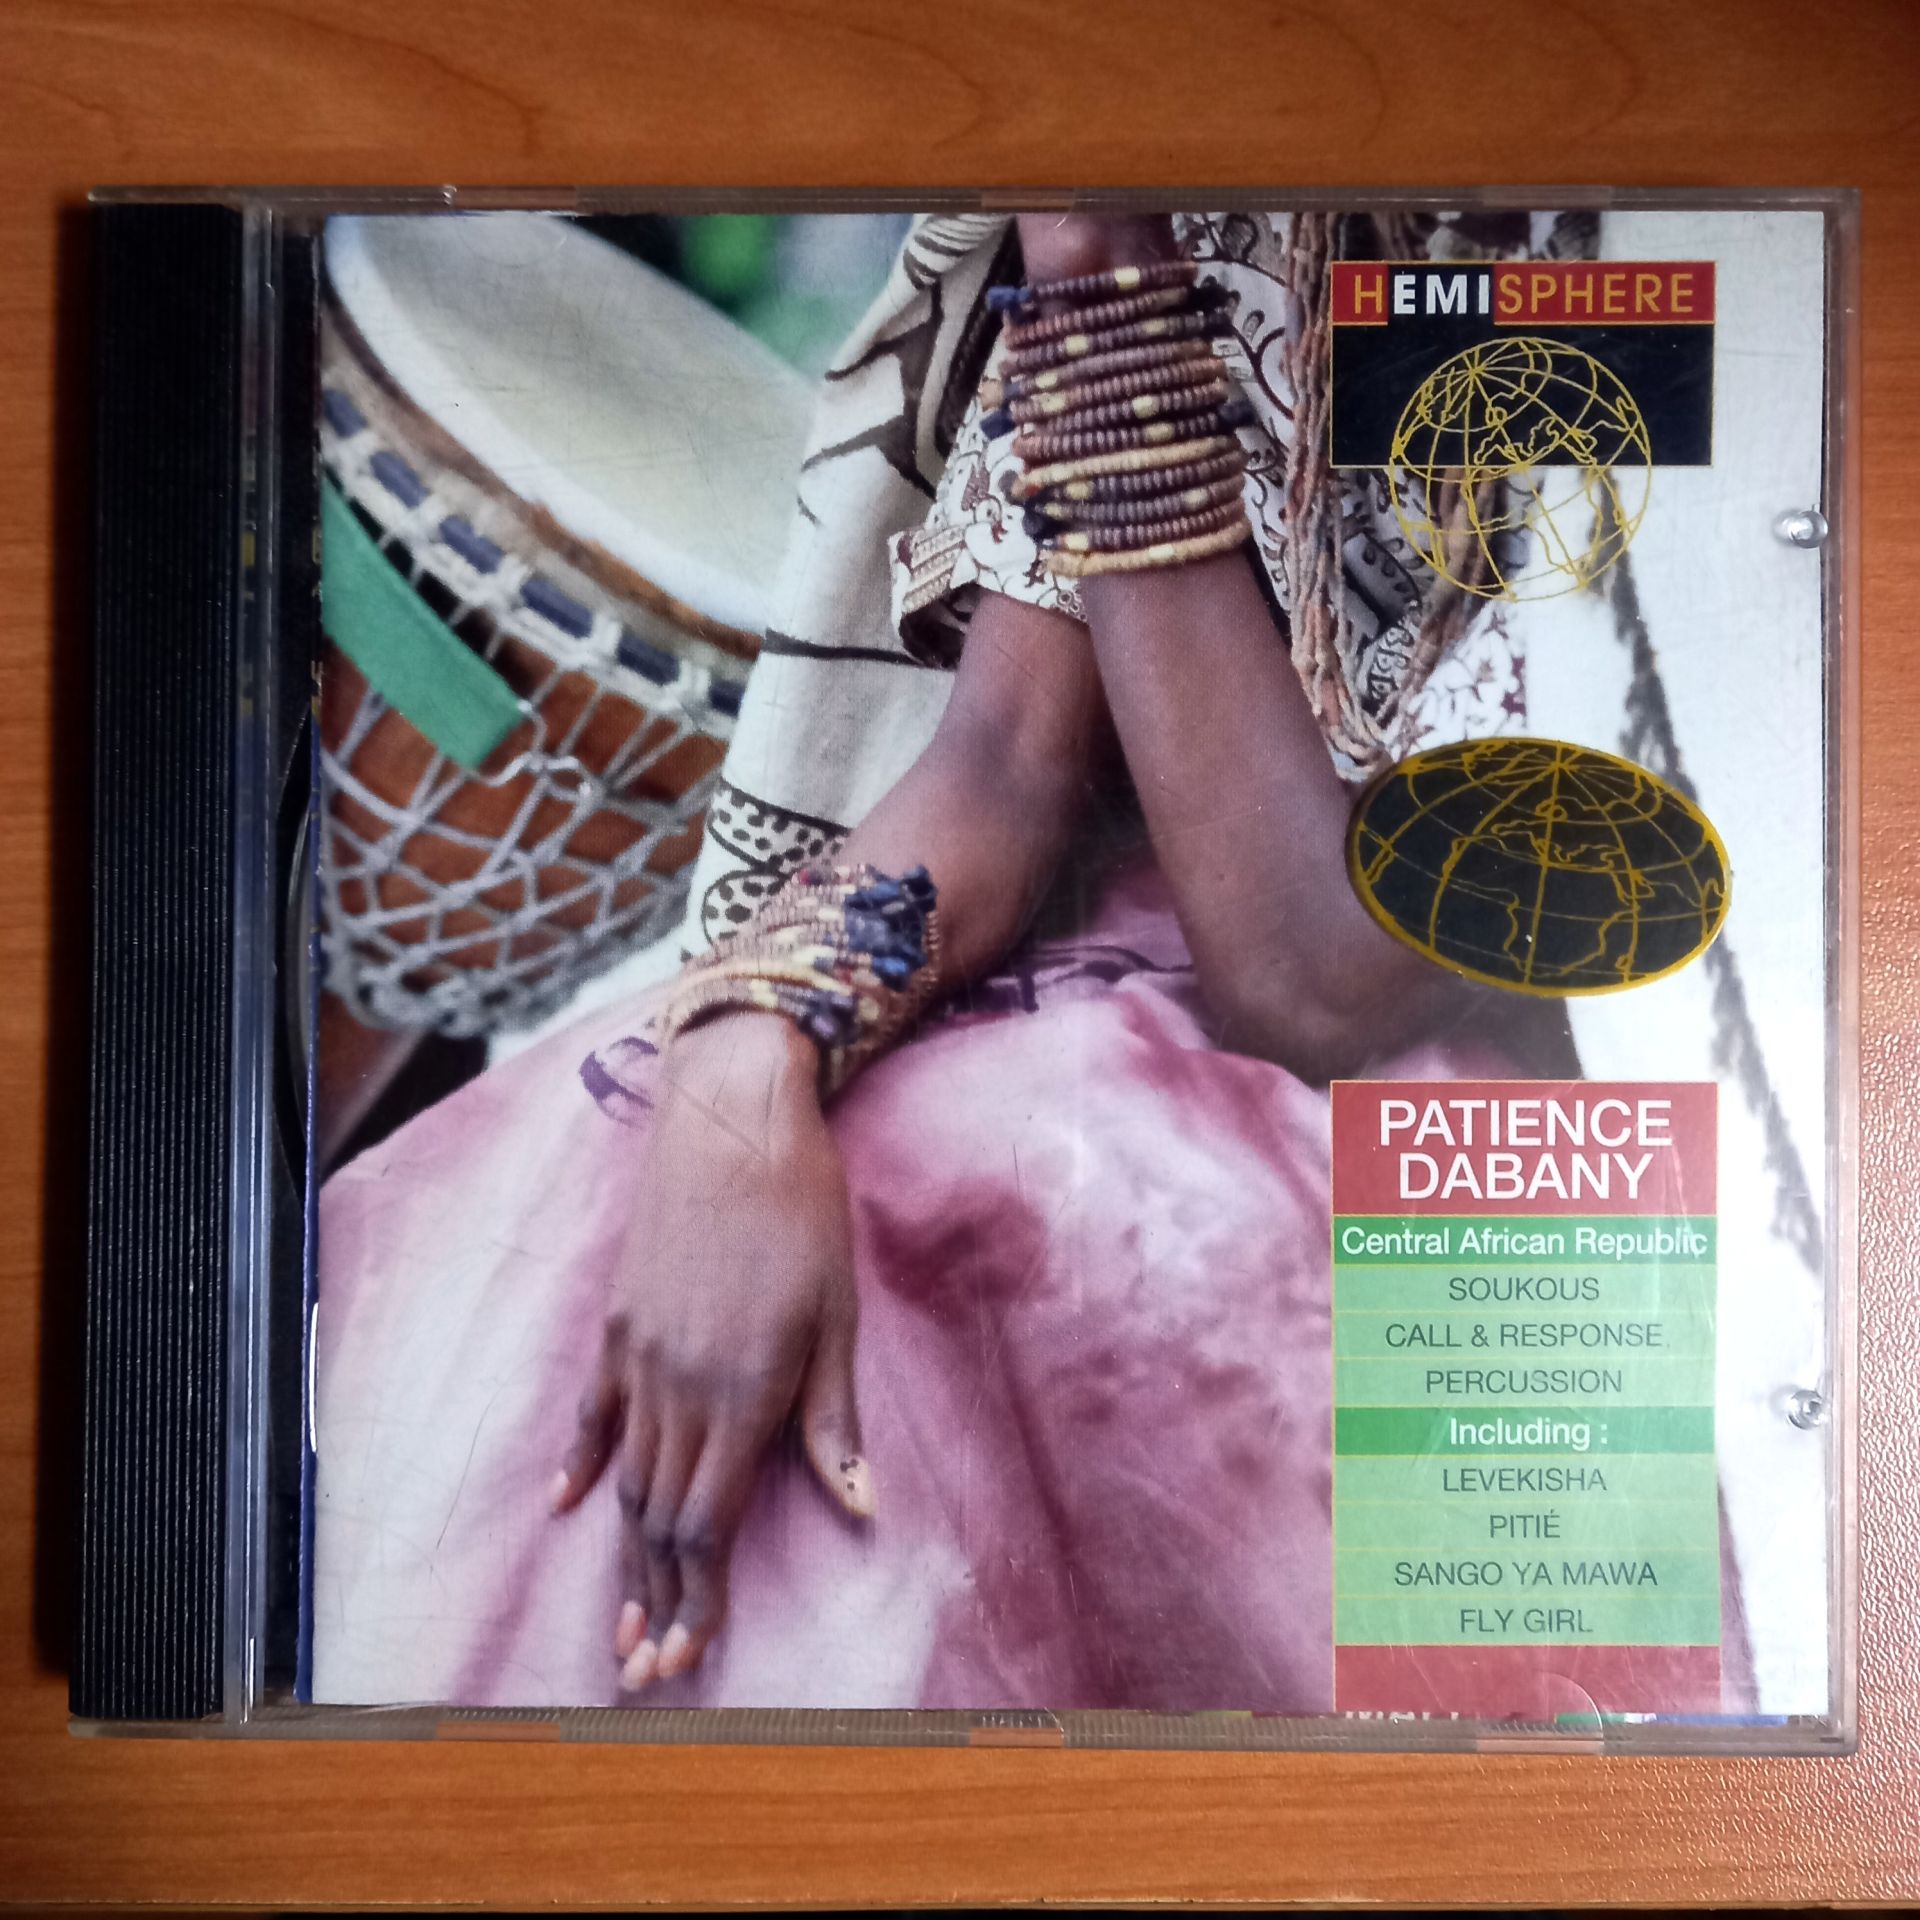 HEMISPHERE
PATIENCE
DABANY
Central African Republic
SOUKOUS
CALL & RESPONSE
PERCUSSION
Including :
LEVEKISHA
PITIÉ
SANGO YA MAWA
FLY GIRL